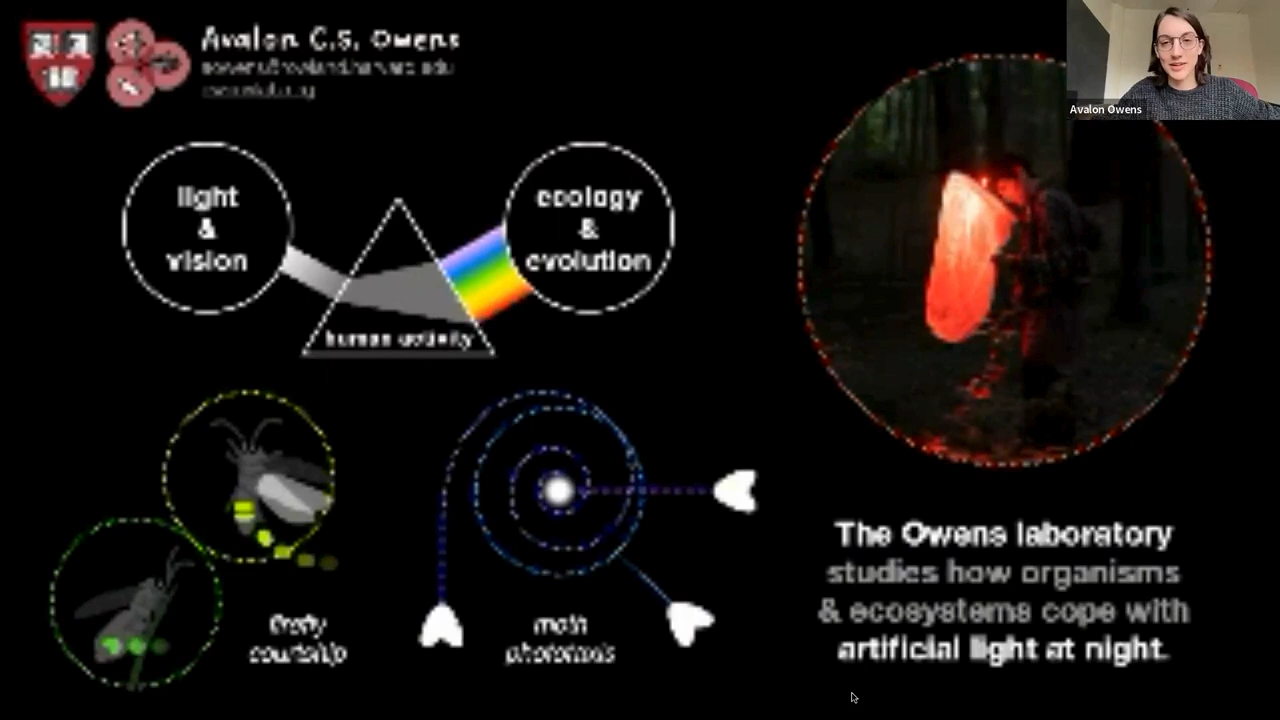 Avalon C.S. Owens
Avalon Owens
light
&
vision
ecology
&
evolution
human activity
firefly
courtship
moth
phototaxis
The Owens laboratory
studies how organisms
& ecosystems cope with
artificial light at night.